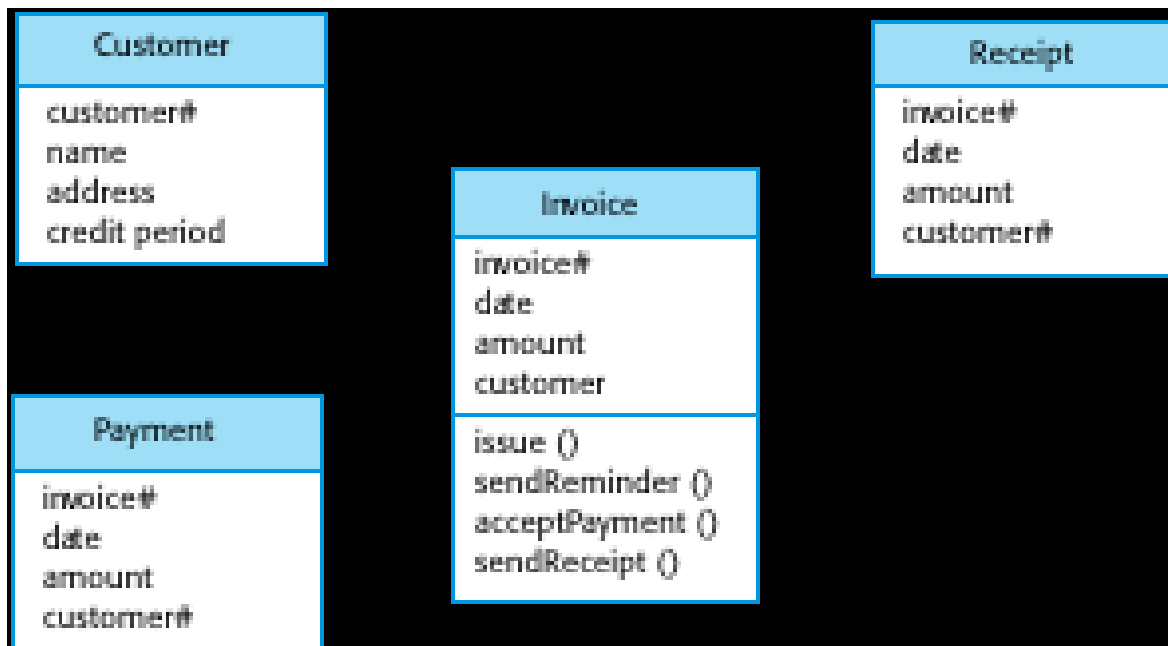 Customer
customer#
name
address
credit period
Receipt
invoice#
date
amount
customer#
Invoice
invoice#
date
amount
customer
issue ()
sendReminder ()
acceptPayment ()
sendReceipt ()
Payment
invoice#
date
amount
customer#